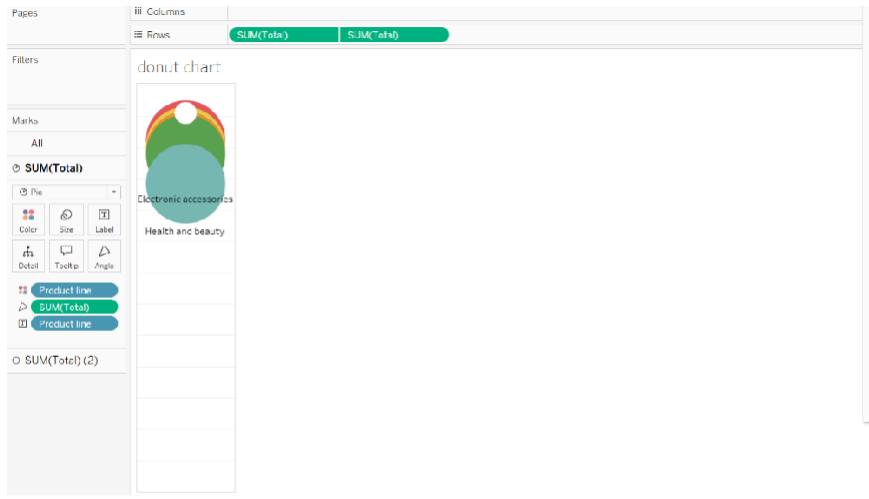 Pages
iii Columns
Rows SUM(Total) SUM(Total)
Filters
donut chart
Marks
All
SUM(Total)
Pie
Color Size Label
Detail Tooltip Angle
Product line
SUM(Total)
Product line
SUM(Total) (2)
Electronic accessories
Health and beauty